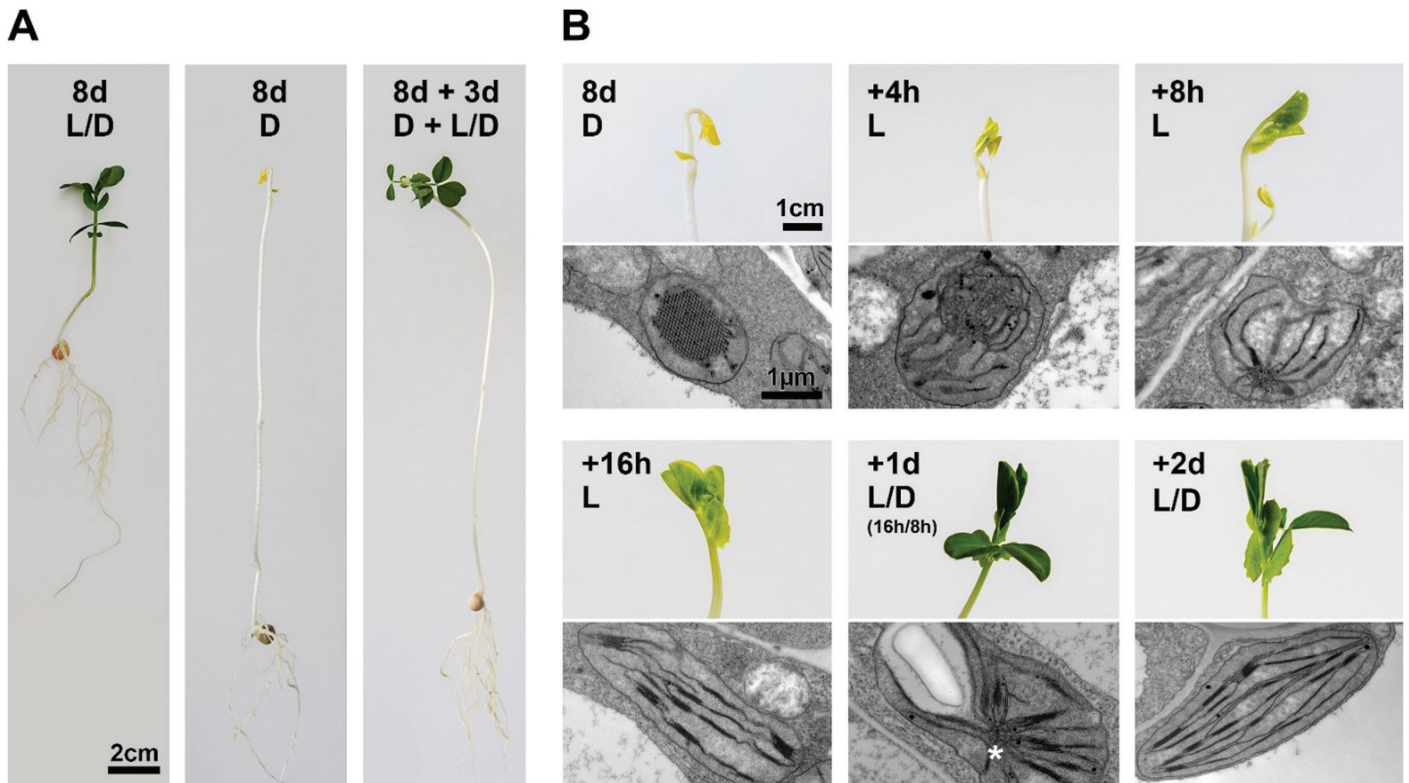 A
8d
L/D
8d
D
8d + 3d
D + L/D
2cm
B
8d
D
1cm
+4h
L
+8h
L
1µm
+16h
L
+1d
L/D
(16h/8h)
+2d
L/D
*